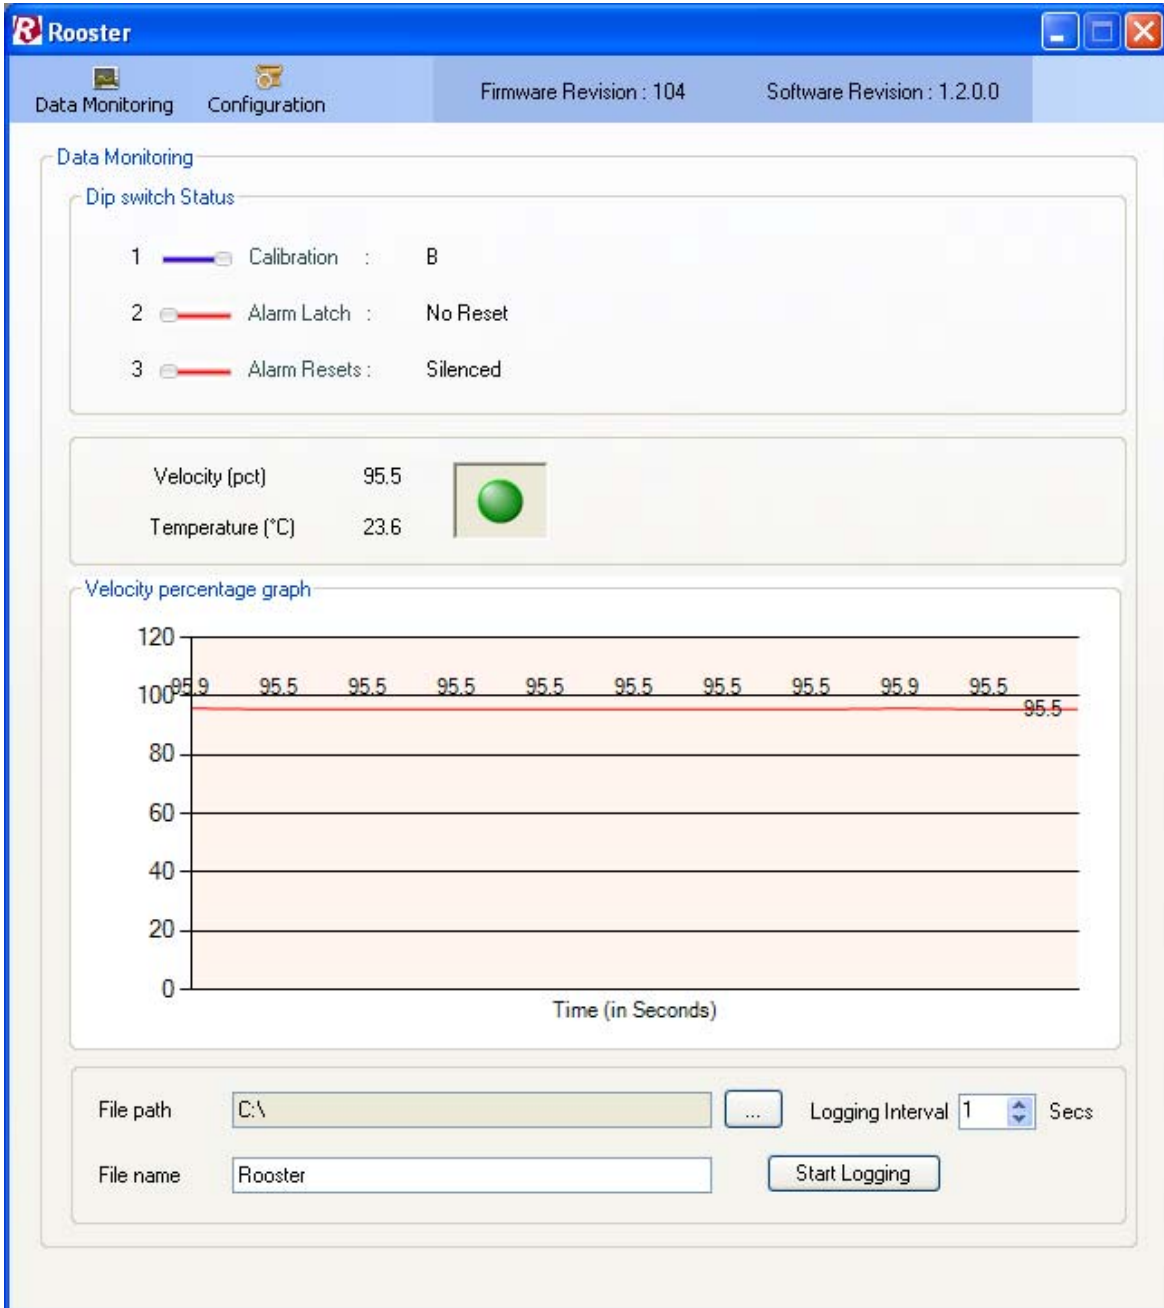 Rooster
Data Monitoring Configuration Firmware Revision : 104 Software Revision : 1.2.0.0
Data Monitoring
Dip switch Status
1 Calibration : B
2 Alarm Latch : No Reset
3 Alarm Resets : Silenced
Velocity (pct) 95.5
Temperature (°C) 23.6
Velocity percentage graph
120
100 95.9 95.5 95.5 95.5 95.5 95.5 95.5 95.5 95.9 95.5
95.5
80
60
40
20
0
Time (in Seconds)
File path C:\ ... Logging Interval 1 Secs
File name Rooster Start Logging